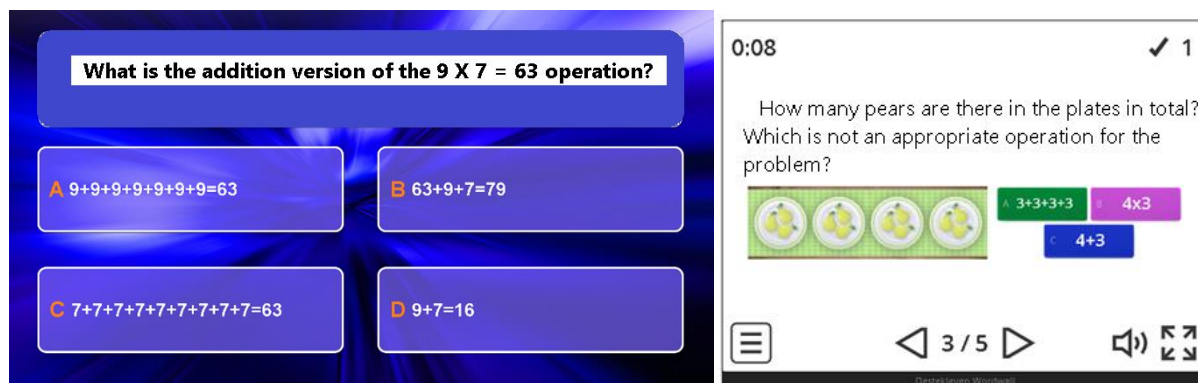 What is the addition version of the 9 X 7 = 63 operation?
A 9+9+9+9+9+9+9=63
B 63+9+7=79
C 7+7+7+7+7+7+7+7+7=63
D 9+7=16
0:08
✓ 1
How many pears are there in the plates in total?
Which is not an appropriate operation for the
problem?
A 3+3+3+3
B 4x3
C 4+3
3 / 5
Destekleyen Wordwall